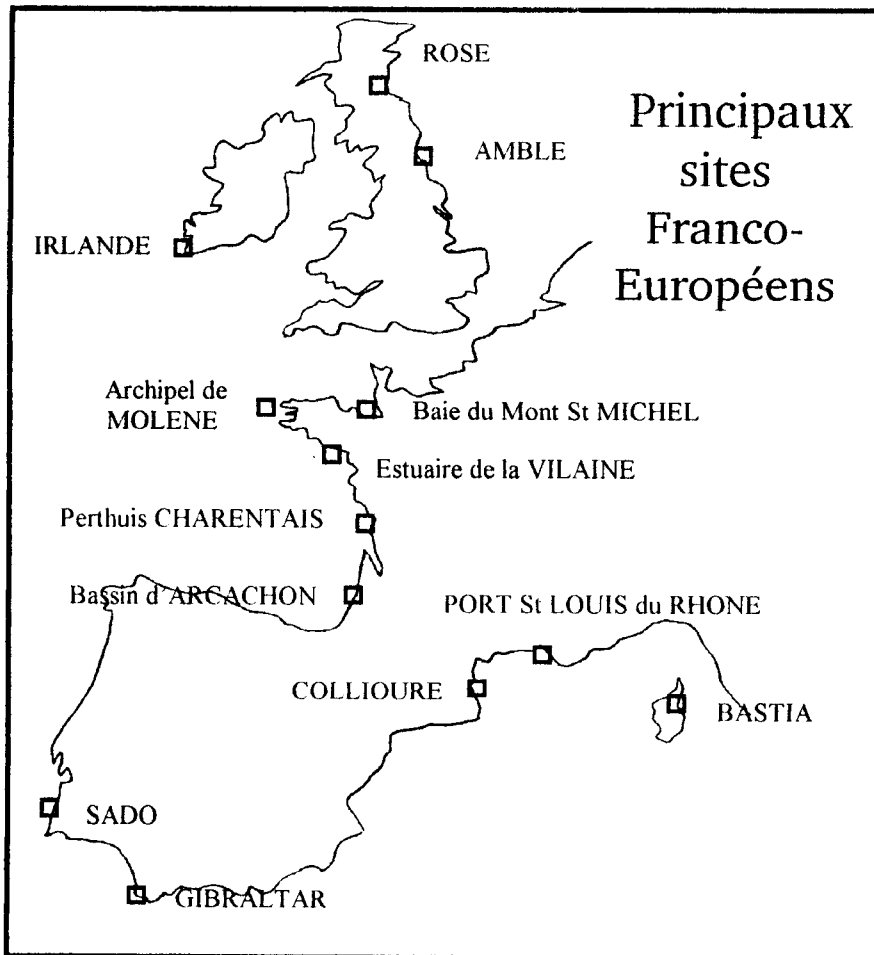 ROSE
Principaux
sites
Franco-
Européens
AMBLE
IRLANDE
Archipel de
MOLENE
Baie du Mont St MICHEL
Estuaire de la VILAINE
Perthuis CHARENTAIS
Bassin d'ARCACHON
PORT St LOUIS du RHONE
COLLIOURE
BASTIA
SADO
GIBRALTAR